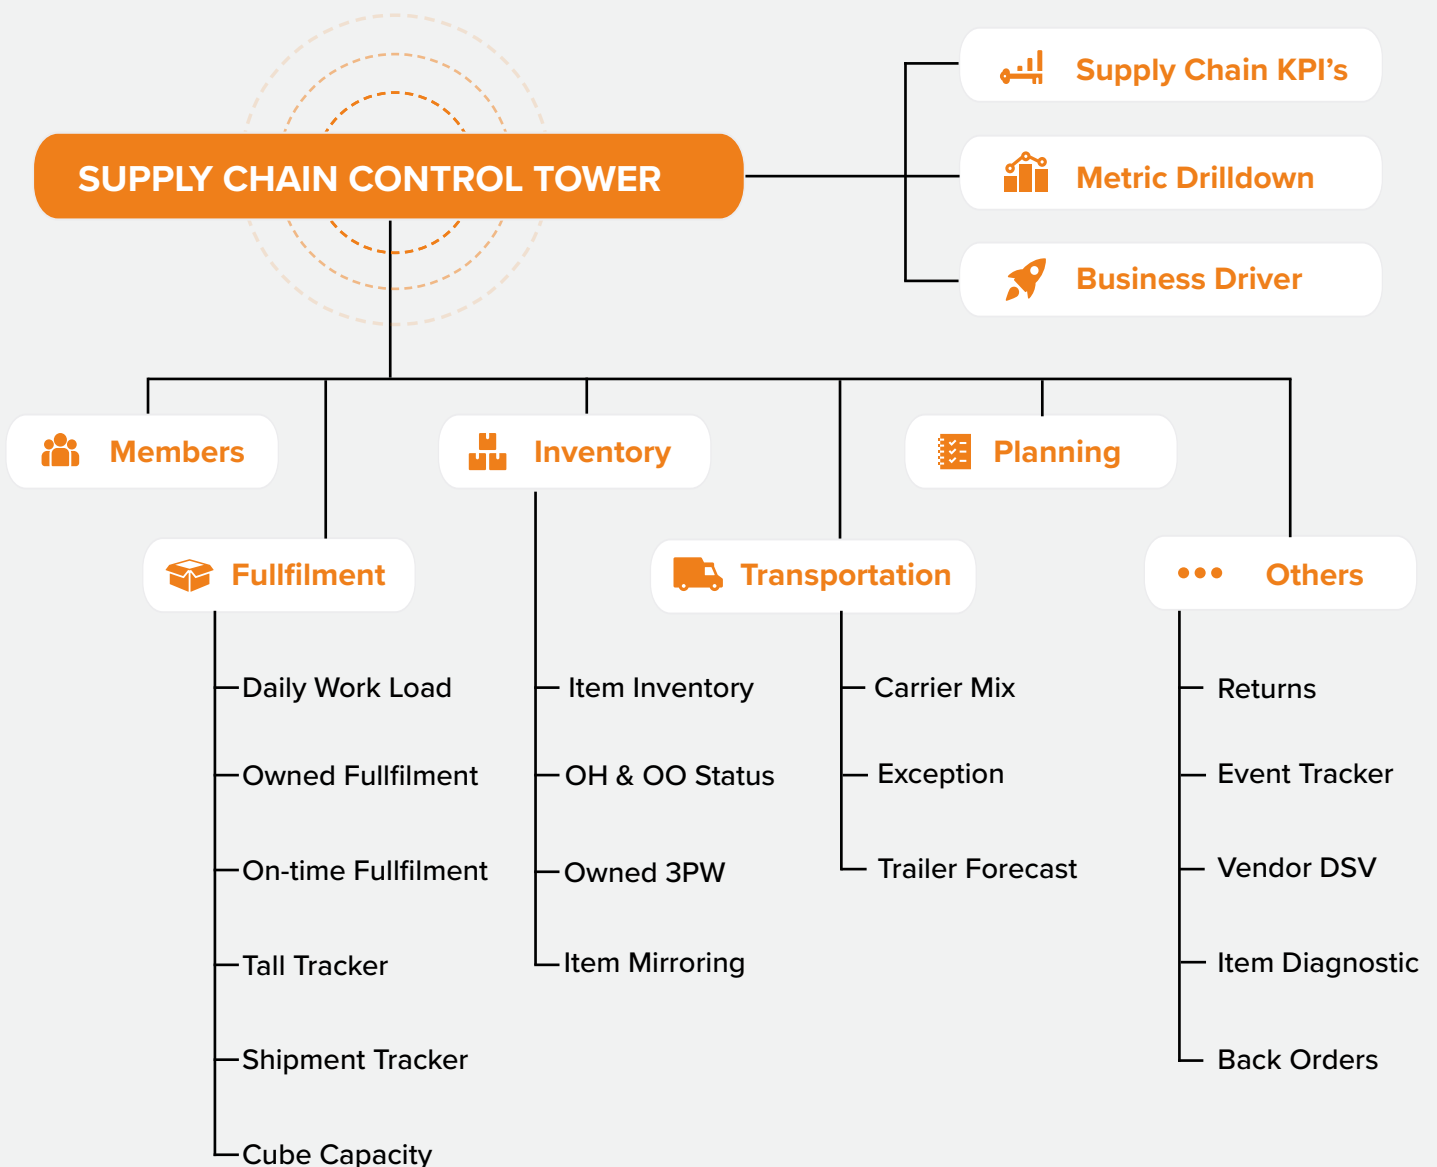 SUPPLY CHAIN CONTROL TOWER
Supply Chain KPI’s
Metric Drilldown
Business Driver
Members
Inventory
Planning
Fullfilment
Transportation
Others
Daily Work Load
Owned Fullfilment
On-time Fullfilment
Tall Tracker
Shipment Tracker
Cube Capacity
Item Inventory
OH & OO Status
Owned 3PW
Item Mirroring
Carrier Mix
Exception
Trailer Forecast
Returns
Event Tracker
Vendor DSV
Item Diagnostic
Back Orders